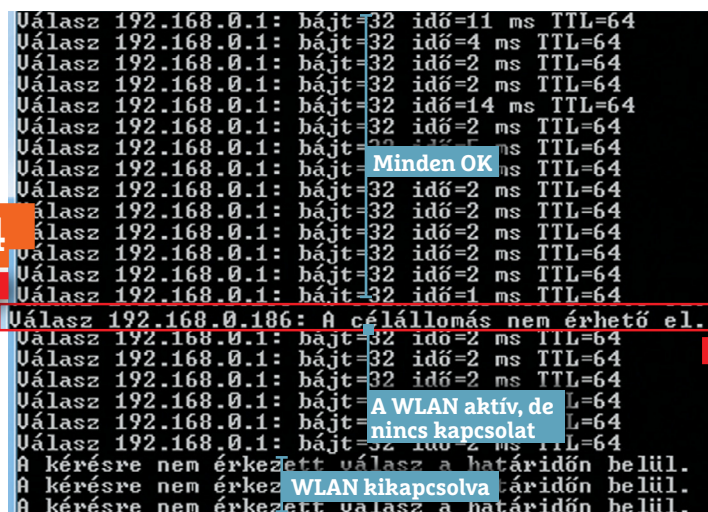 Válasz 192.168.0.1: bájt=32 idő=11 ms TTL=64
Válasz 192.168.0.1: bájt=32 idő=4 ms TTL=64
Válasz 192.168.0.1: bájt=32 idő=2 ms TTL=64
Válasz 192.168.0.1: bájt=32 idő=2 ms TTL=64
Válasz 192.168.0.1: bájt=32 idő=14 ms TTL=64
Válasz 192.168.0.1: bájt=32 idő=2 ms TTL=64
Válasz 192.168.0.1: bájt=32 ms TTL=64
Válasz 192.168.0.1: ms TTL=64
Minden OK
Válasz 192.168.0.1: bájt=32 idő=2 ms TTL=64
Válasz 192.168.0.1: bájt=32 idő=2 ms TTL=64
Válasz 192.168.0.1: bájt=32 idő=2 ms TTL=64
Válasz 192.168.0.1: bájt=32 idő=2 ms TTL=64
Válasz 192.168.0.1: bájt=32 idő=2 ms TTL=64
Válasz 192.168.0.1: bájt=32 idő=1 ms TTL=64
Válasz 192.168.0.186: A célállomás nem érhető el.
Válasz 192.168.0.1: bájt=32 idő=2 ms TTL=64
Válasz 192.168.0.1: bájt=32 idő=2 ms TTL=64
Válasz 192.168.0.1: bájt=32 idő=2 ms TTL=64
Válasz 192.168.0.1:
Válasz 192.168.0.1:
A WLAN aktív, de
nincs kapcsolat
Válasz 192.168.0.1: bájt=32 ms TTL=64
A kérésre nem érkezett válasz a határidőn belül.
A kérésre nem
WLAN kikapcsolva
belül.
A kérésre nem érkezett válasz a határidőn belül.